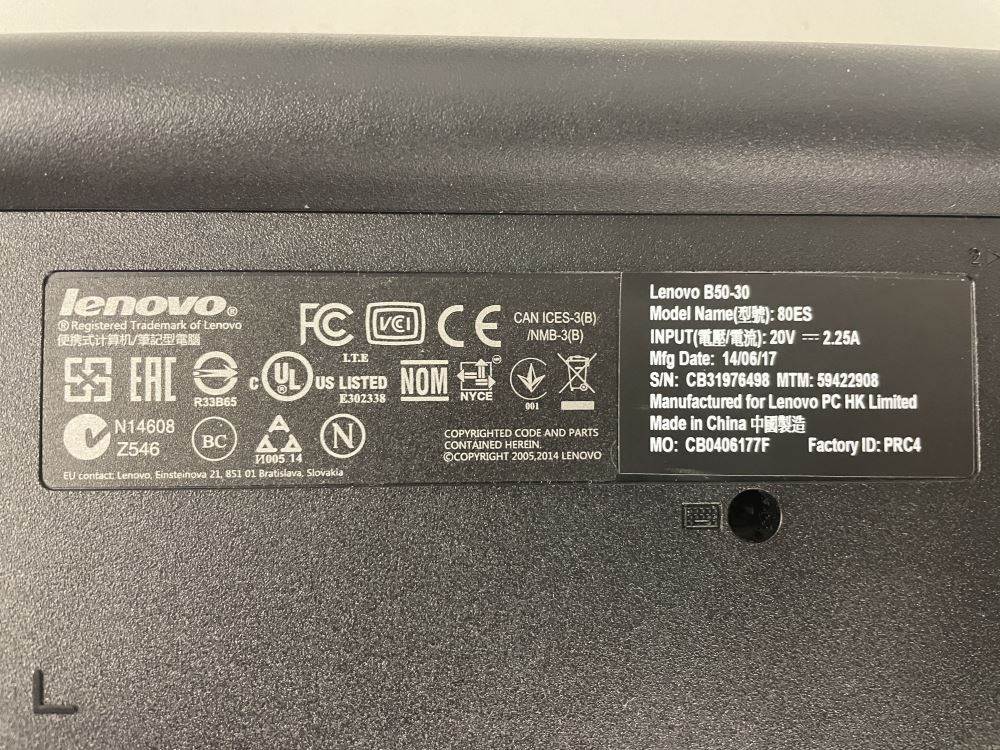 lenovo®
® Registered Trademark of Lenovo
便携式计算机/筆記型電腦
FC VCI CE CAN ICES-3(B)
/NMB-3(B)
I.T.E
EAC R33B65 C UL ® US LISTED
E302338
NOM NYCE 001
N14608
Z546
BC
И005 14
N
COPYRIGHTED CODE AND PARTS
CONTAINED HEREIN.
©COPYRIGHT 2005,2014 LENOVO
EU contact: Lenovo, Einsteinova 21, 851 01 Bratislava, Slovakia
Lenovo B50-30
Model Name(型號): 80ES
INPUT(電壓/電流): 20V ⎓ 2.25A
Mfg Date: 14/06/17
S/N: CB31976498 MTM: 59422908
Manufactured for Lenovo PC HK Limited
Made in China 中國製造
MO: CB0406177F Factory ID: PRC4
2